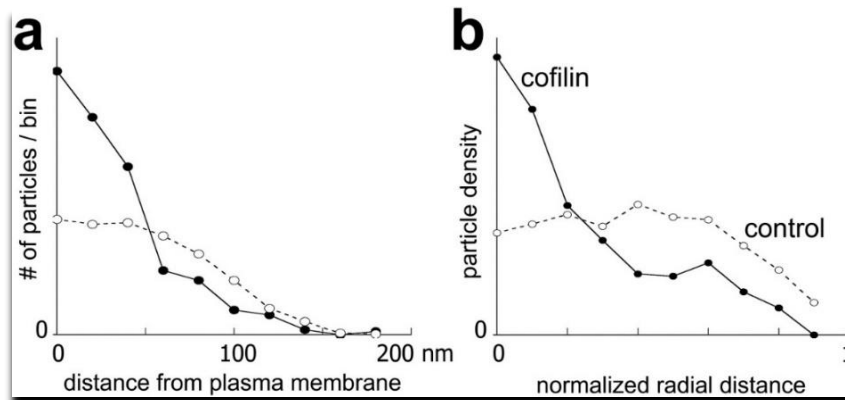 a
# of particles / bin
0
0
100
200 nm
distance from plasma membrane
b
cofilin
control
particle density
0
0
1
normalized radial distance